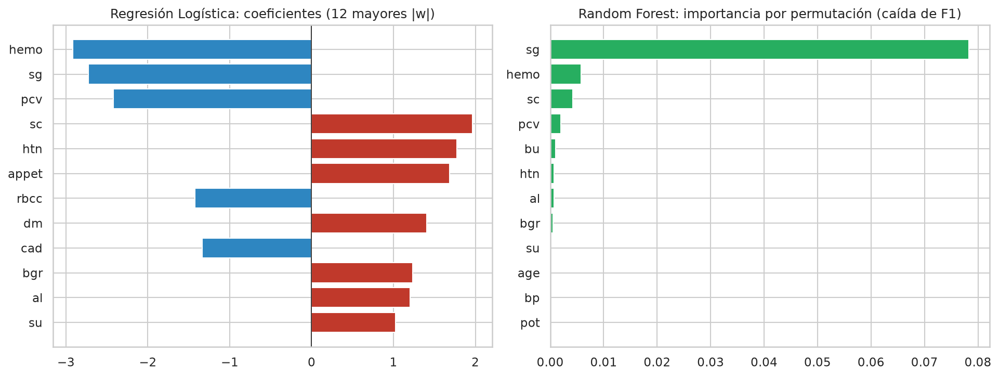 Regresión Logística: coeficientes (12 mayores |w|)
hemo
sg
pcv
sc
htn
appet
rbcc
dm
cad
bgr
al
su
−3 −2 −1 0 1 2
Random Forest: importancia por permutación (caída de F1)
sg
hemo
sc
pcv
bu
htn
al
bgr
su
age
bp
pot
0.00 0.01 0.02 0.03 0.04 0.05 0.06 0.07 0.08